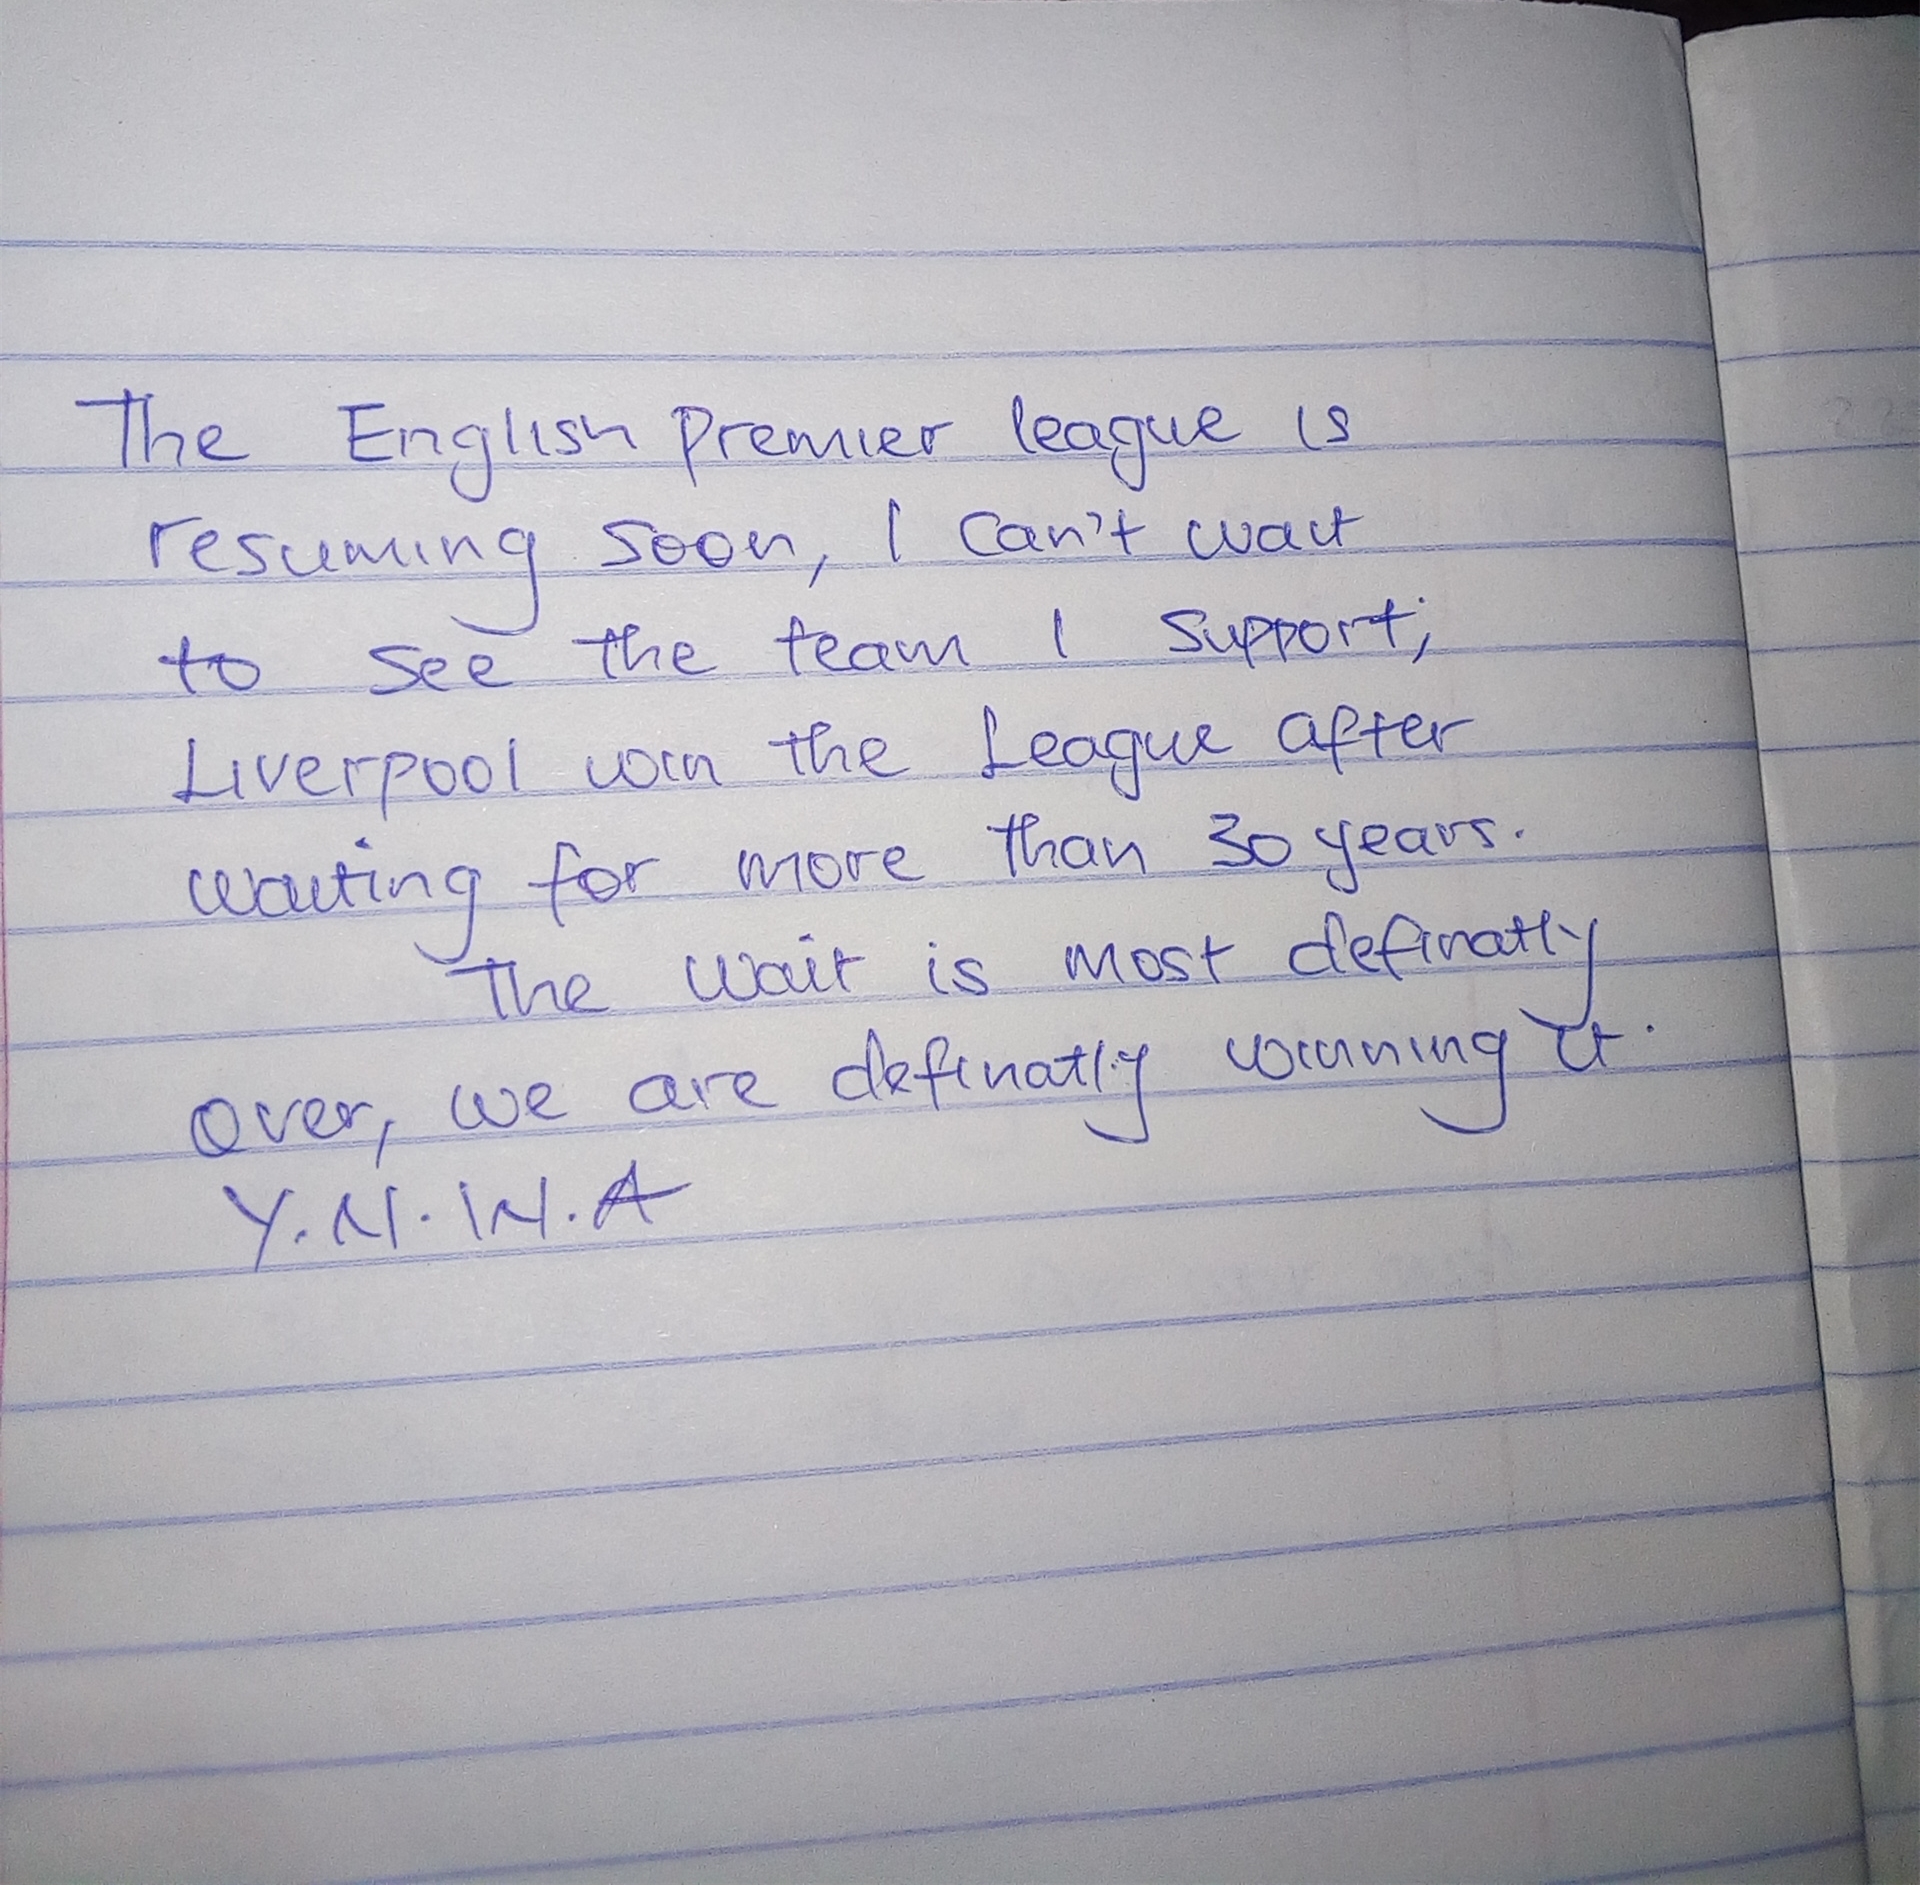 The English premier league is
resuming soon, I can't wait
to see the team I support;
Liverpool win the League after
waiting for more than 30 years.
The wait is most definatly
over, we are definatly winning it.
Y.N.W.A